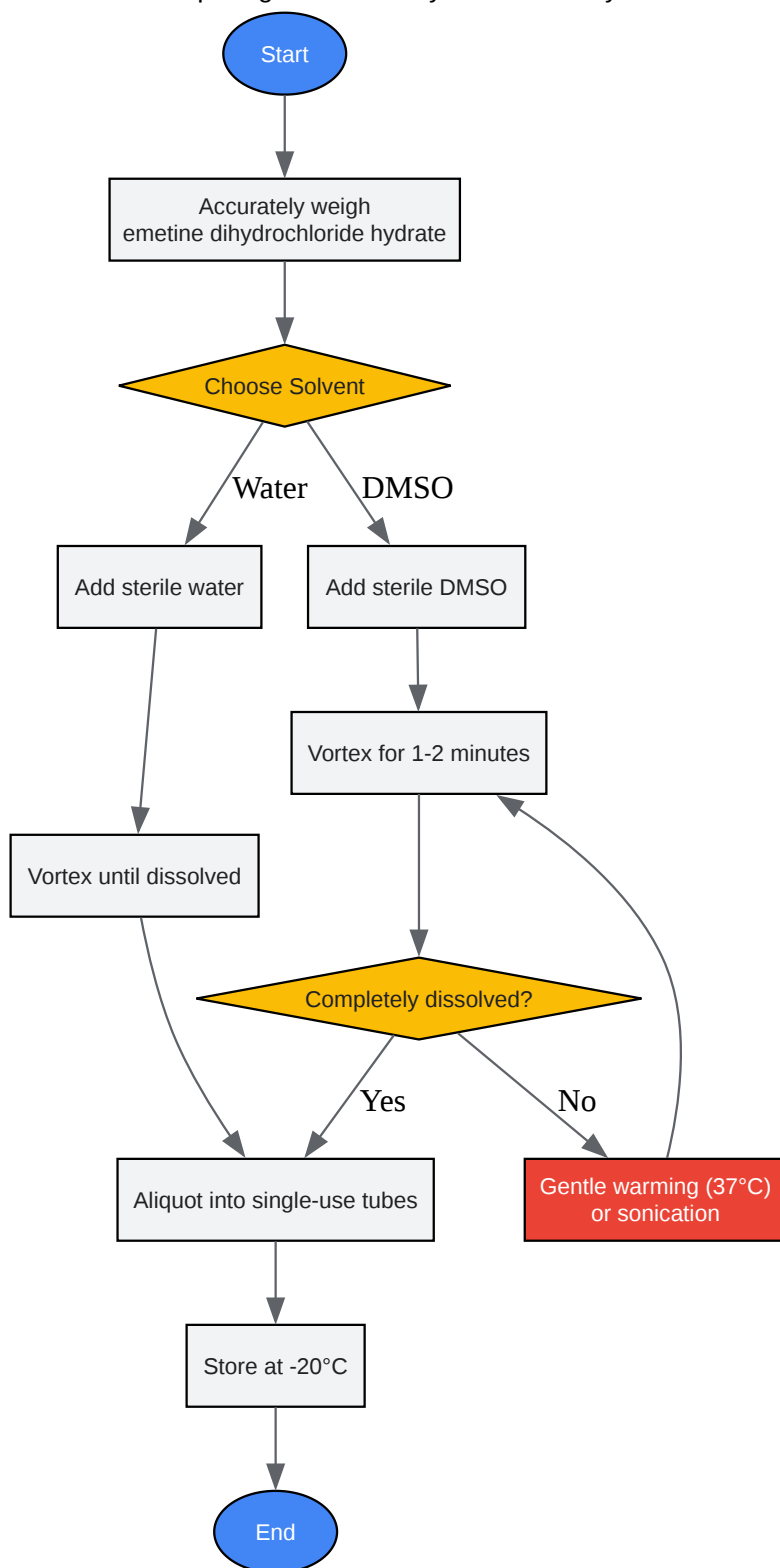 Start
Accurately weigh
emetine dihydrochloride hydrate
Choose Solvent
Water
DMSO
Add sterile water
Add sterile DMSO
Vortex for 1-2 minutes
Vortex until dissolved
Completely dissolved?
Yes
No
Aliquot into single-use tubes
Gentle warming (37°C)
or sonication
Store at -20°C
End